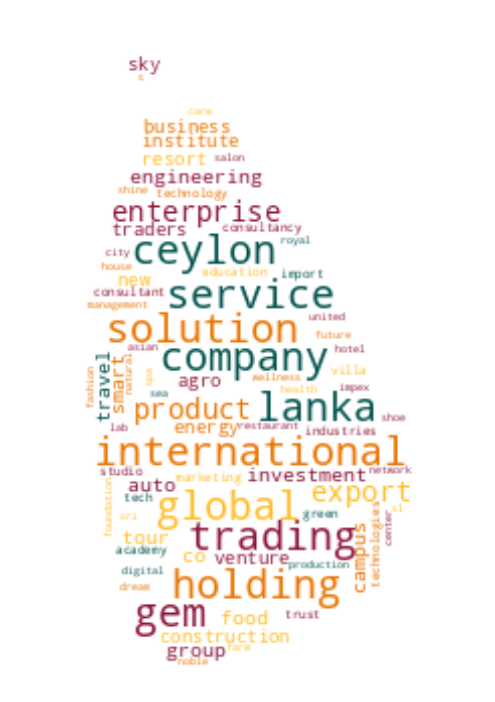 sky
s
care
business
institute
resort salon
engineering
shine technology
enterprise
traders consultancy
ceylon royal
city
house education import
new
consultant service
management
solution united
future
asian company hotel
travel smart natural fashion spa agro wellness villa
sea health impex
product lanka
energy restaurant industries shoe
lab
international
studio investment network
auto marketing export
tech global green sl
foundation sri trading campus technologies center
tour
academy co venture production
digital holding
dream
gem food trust
construction
group farm
noble